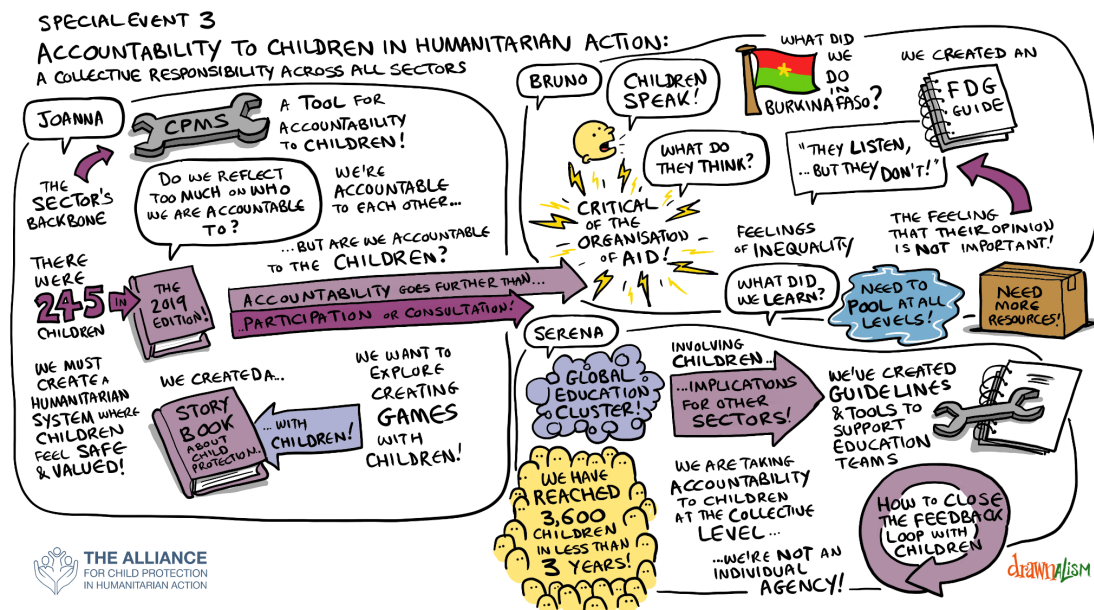 SPECIAL EVENT 3
ACCOUNTABILITY TO CHILDREN IN HUMANITARIAN ACTION:
A COLLECTIVE RESPONSIBILITY ACROSS ALL SECTORS
JOANNA
CPMS
A TOOL FOR
ACCOUNTABILITY
TO CHILDREN!
THE
SECTOR'S
BACKBONE
DO WE REFLECT
TOO MUCH ON WHO
WE ARE ACCOUNTABLE
TO?
WE'RE
ACCOUNTABLE
TO EACH OTHER...
...BUT ARE WE ACCOUNTABLE
TO THE CHILDREN?
THERE
WERE
245 IN
CHILDREN
THE
2019
EDITION!
ACCOUNTABILITY GOES FURTHER THAN...
...PARTICIPATION OR CONSULTATION!
WE MUST
CREATE A
HUMANITARIAN
SYSTEM WHERE
CHILDREN
FEEL SAFE
& VALUED!
WE CREATED A...
STORY
BOOK
ABOUT
CHILD
PROTECTION...
...WITH
CHILDREN!
WE WANT TO
EXPLORE
CREATING
GAMES
WITH
CHILDREN!
BRUNO
CHILDREN
SPEAK!
WHAT DO
THEY THINK?
CRITICAL
OF THE
ORGANISATION
OF AID!
WHAT DID
WE
DO
IN
BURKINA FASO?
WE CREATED AN
FDG
GUIDE
"THEY LISTEN,
...BUT THEY DON'T!"
THE FEELING
THAT THEIR OPINION
IS NOT IMPORTANT!
FEELINGS
OF INEQUALITY
WHAT DID
WE LEARN?
NEED TO
POOL AT ALL
LEVELS!
NEED
MORE
RESOURCES!
SERENA
GLOBAL
EDUCATION
CLUSTER!
INVOLVING
CHILDREN...
...IMPLICATIONS
FOR OTHER
SECTORS!
WE'VE CREATED
GUIDELINES
& TOOLS TO
SUPPORT
EDUCATION
TEAMS
WE HAVE
REACHED
3,600
CHILDREN
IN LESS THAN
3 YEARS!
WE ARE TAKING
ACCOUNTABILITY
TO CHILDREN
AT THE COLLECTIVE
LEVEL...
...WE'RE NOT AN
INDIVIDUAL
AGENCY!
HOW TO CLOSE
THE FEEDBACK
LOOP WITH
CHILDREN
THE ALLIANCE
FOR CHILD PROTECTION
IN HUMANITARIAN ACTION
drawnalism